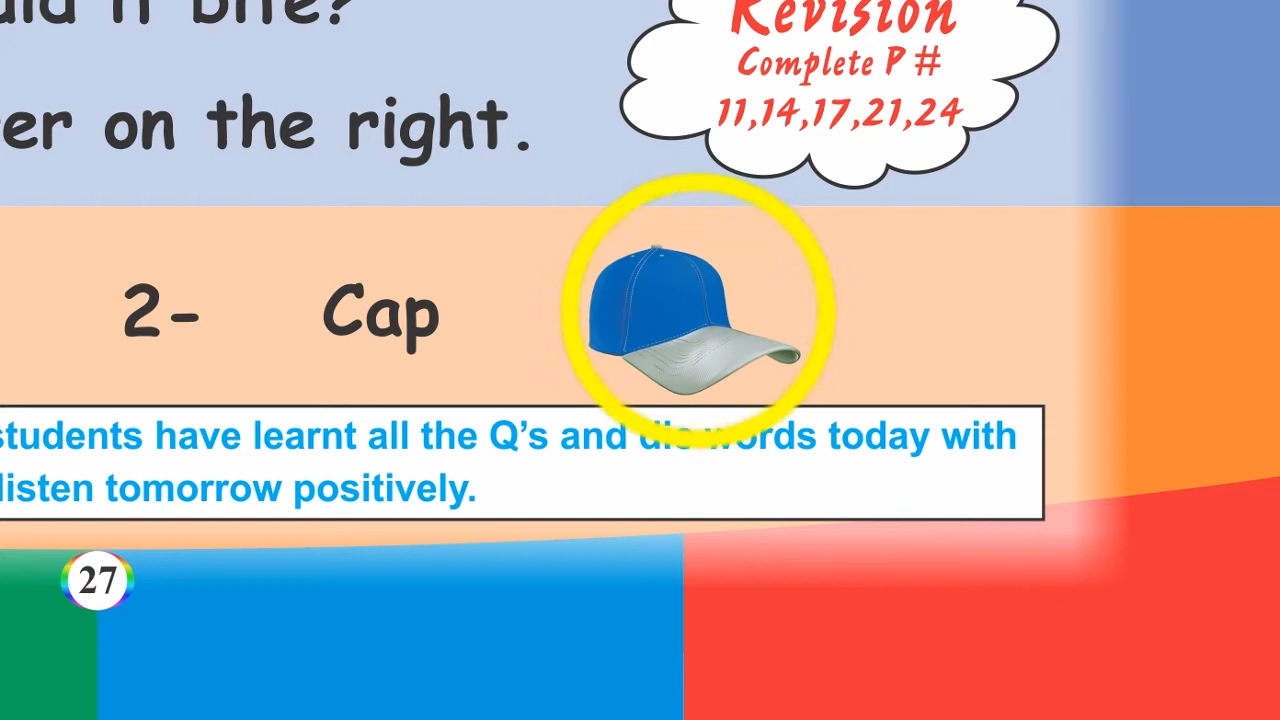 did it bite?
Revision
Complete P #
er on the right.
11,14,17,21,24
2- Cap
students have learnt all the Q's and dic words today with
listen tomorrow positively.
27